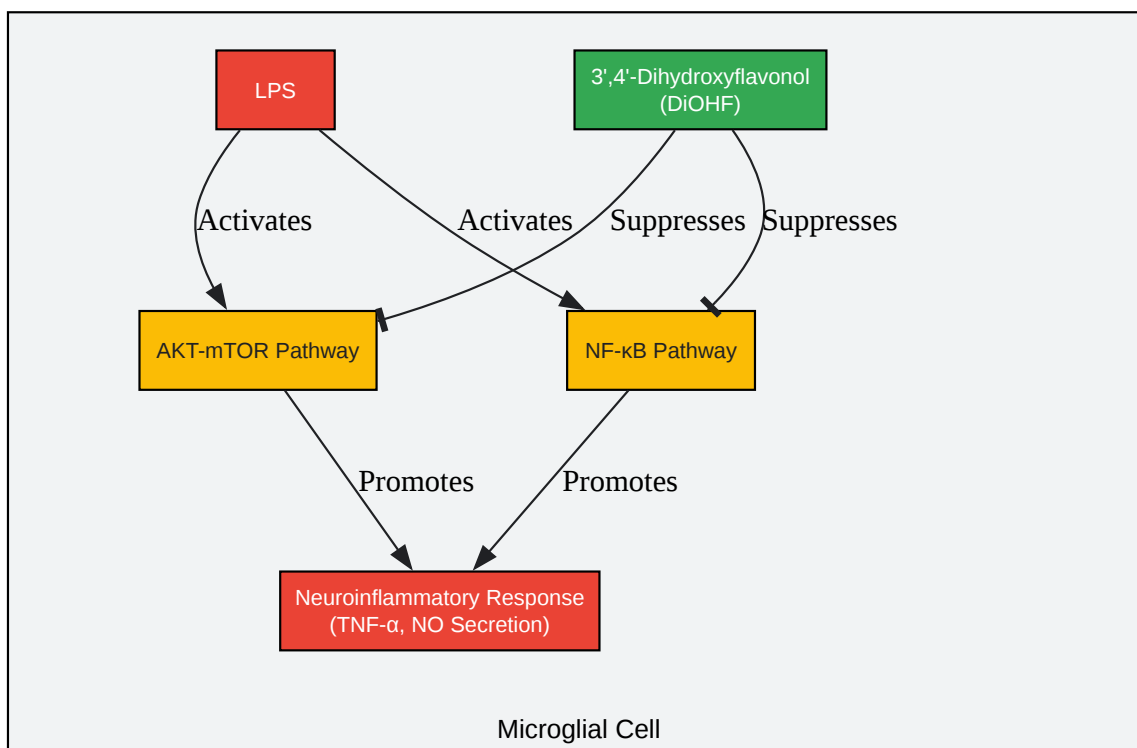 LPS
3',4'-Dihydroxyflavonol
(DiOHF)
Activates
Activates
Suppresses
Suppresses
AKT-mTOR Pathway
NF-κB Pathway
Promotes
Promotes
Neuroinflammatory Response
(TNF-α, NO Secretion)
Microglial Cell